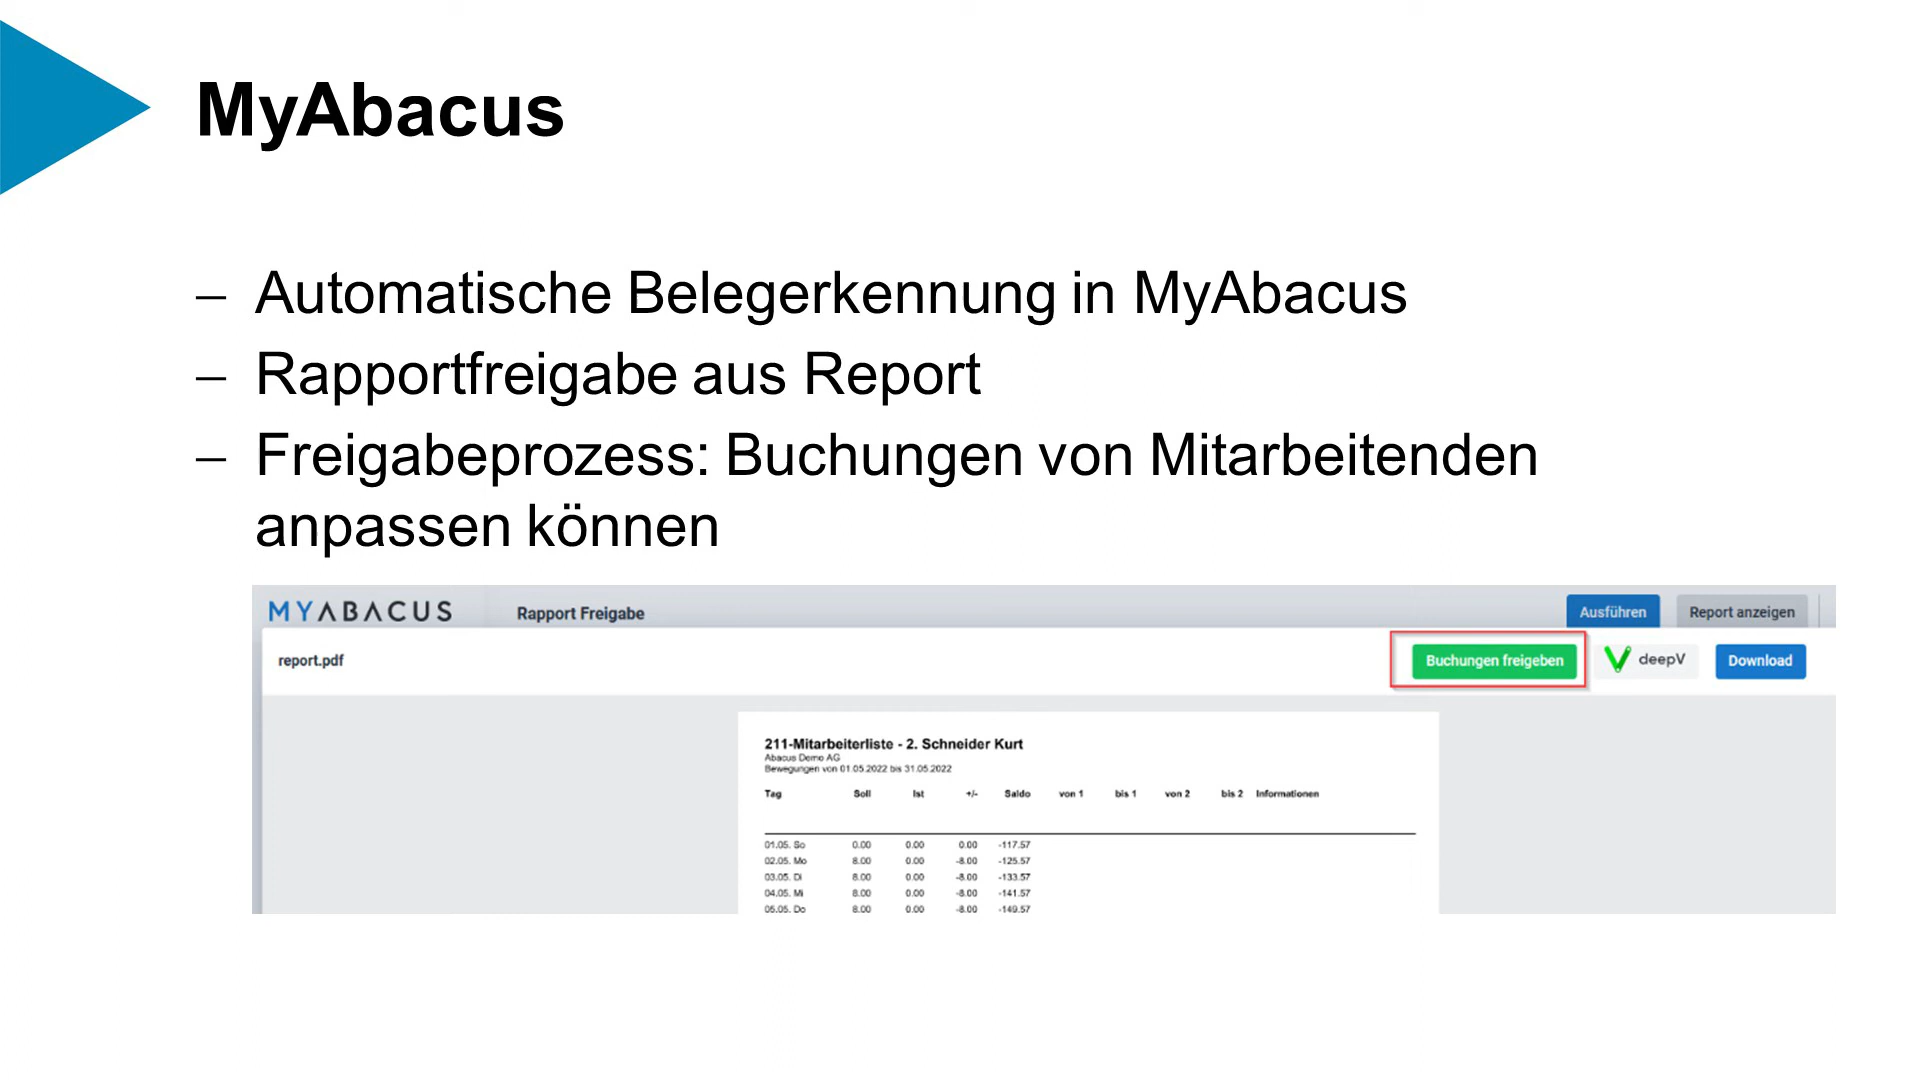 MyAbacus
– Automatische Belegerkennung in MyAbacus
– Rapportfreigabe aus Report
– Freigabeprozess: Buchungen von Mitarbeitenden
anpassen können
MYABACUS Rapport Freigabe Ausführen Report anzeigen
report.pdf Buchungen freigeben deepV Download
211-Mitarbeiterliste - 2. Schneider Kurt
Abacus Demo AG
Bewegungen von 01.05.2022 bis 31.05.2022
Tag Soll Ist +/- Saldo von 1 bis 1 von 2 bis 2 Informationen
01.05. So 0.00 0.00 0.00 -117.57
02.05. Mo 8.00 0.00 -8.00 -125.57
03.05. Di 8.00 0.00 -8.00 -133.57
04.05. Mi 8.00 0.00 -8.00 -141.57
05.05. Do 8.00 0.00 -8.00 -149.57